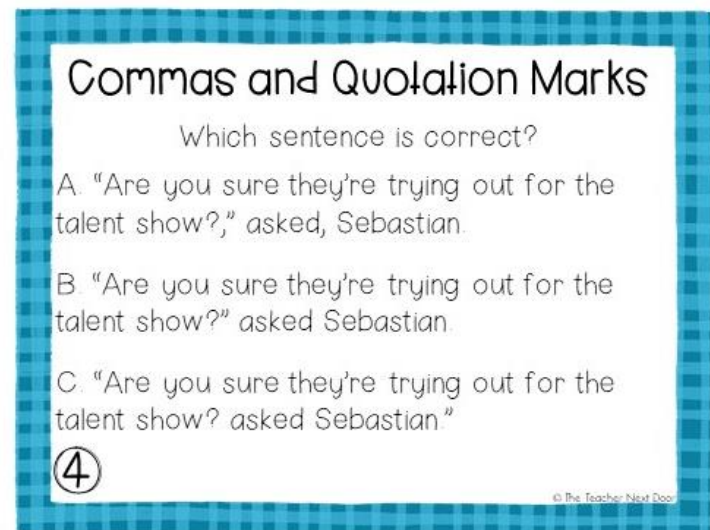 Commas and Quotation Marks
Which sentence is correct?
A. "Are you sure they're trying out for the
talent show?," asked, Sebastian.
B. "Are you sure they're trying out for the
talent show?" asked Sebastian.
C. "Are you sure they're trying out for the
talent show? asked Sebastian."
4
© The Teacher Next Door